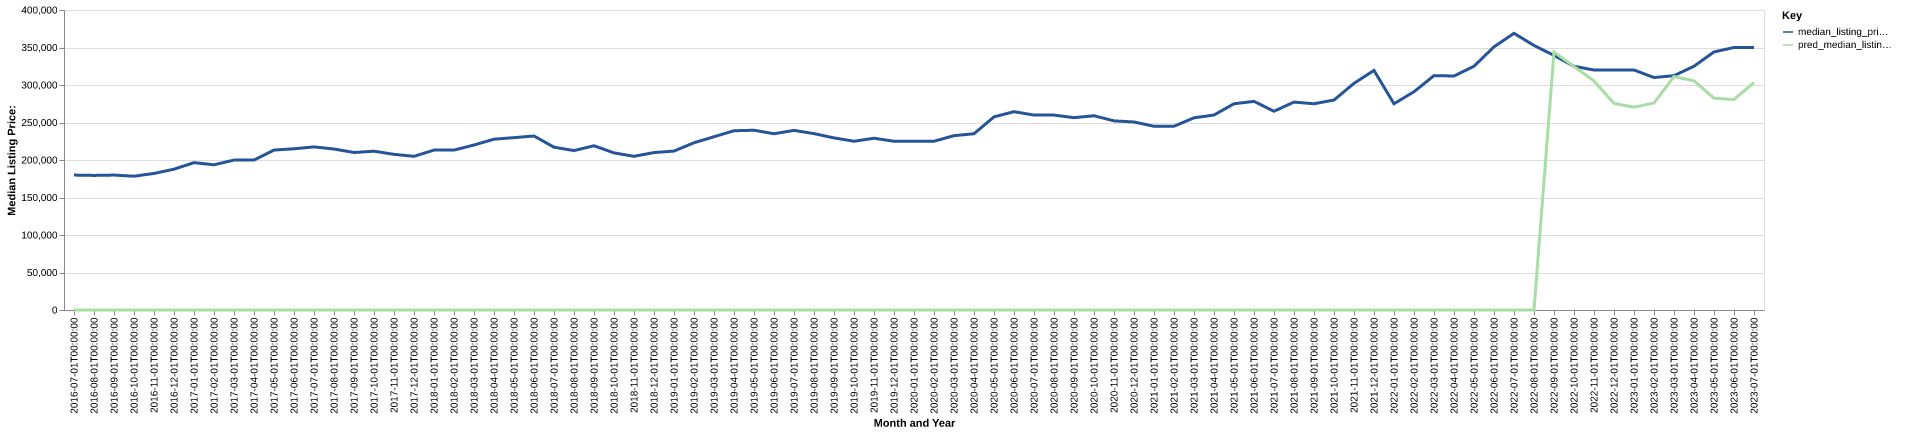 400,000
350,000
300,000
250,000
200,000
150,000
100,000
50,000
0
Median Listing Price:
2016-07-01T00:00:00
2016-08-01T00:00:00
2016-09-01T00:00:00
2016-10-01T00:00:00
2016-11-01T00:00:00
2016-12-01T00:00:00
2017-01-01T00:00:00
2017-02-01T00:00:00
2017-03-01T00:00:00
2017-04-01T00:00:00
2017-05-01T00:00:00
2017-06-01T00:00:00
2017-07-01T00:00:00
2017-08-01T00:00:00
2017-09-01T00:00:00
2017-10-01T00:00:00
2017-11-01T00:00:00
2017-12-01T00:00:00
2018-01-01T00:00:00
2018-02-01T00:00:00
2018-03-01T00:00:00
2018-04-01T00:00:00
2018-05-01T00:00:00
2018-06-01T00:00:00
2018-07-01T00:00:00
2018-08-01T00:00:00
2018-09-01T00:00:00
2018-10-01T00:00:00
2018-11-01T00:00:00
2018-12-01T00:00:00
2019-01-01T00:00:00
2019-02-01T00:00:00
2019-03-01T00:00:00
2019-04-01T00:00:00
2019-05-01T00:00:00
2019-06-01T00:00:00
2019-07-01T00:00:00
2019-08-01T00:00:00
2019-09-01T00:00:00
2019-10-01T00:00:00
2019-11-01T00:00:00
2019-12-01T00:00:00
2020-01-01T00:00:00
2020-02-01T00:00:00
2020-03-01T00:00:00
2020-04-01T00:00:00
2020-05-01T00:00:00
2020-06-01T00:00:00
2020-07-01T00:00:00
2020-08-01T00:00:00
2020-09-01T00:00:00
2020-10-01T00:00:00
2020-11-01T00:00:00
2020-12-01T00:00:00
2021-01-01T00:00:00
2021-02-01T00:00:00
2021-03-01T00:00:00
2021-04-01T00:00:00
2021-05-01T00:00:00
2021-06-01T00:00:00
2021-07-01T00:00:00
2021-08-01T00:00:00
2021-09-01T00:00:00
2021-10-01T00:00:00
2021-11-01T00:00:00
2021-12-01T00:00:00
2022-01-01T00:00:00
2022-02-01T00:00:00
2022-03-01T00:00:00
2022-04-01T00:00:00
2022-05-01T00:00:00
2022-06-01T00:00:00
2022-07-01T00:00:00
2022-08-01T00:00:00
2022-09-01T00:00:00
2022-10-01T00:00:00
2022-11-01T00:00:00
2022-12-01T00:00:00
2023-01-01T00:00:00
2023-02-01T00:00:00
2023-03-01T00:00:00
2023-04-01T00:00:00
2023-05-01T00:00:00
2023-06-01T00:00:00
2023-07-01T00:00:00
Month and Year
Key
median_listing_pri…
pred_median_listin…